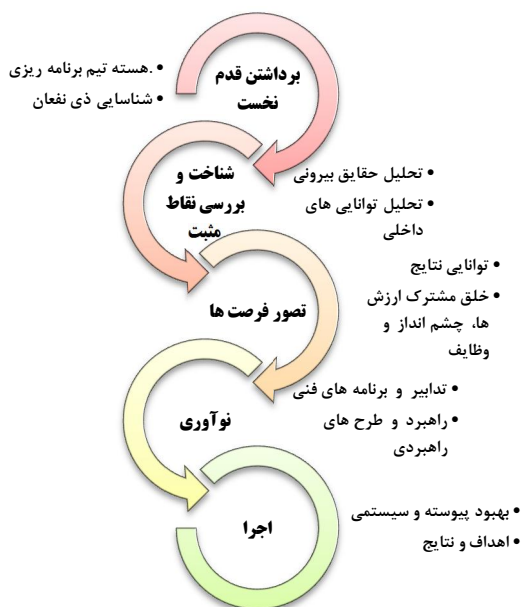 برداشتن قدم
نخست
• .هسته تیم برنامه ریزی
• شناسایی ذی نفعان
شناخت و
بررسی نقاط
مثبت
• تحلیل حقایق بیرونی
• تحلیل توانایی های
داخلی
تصور فرصت ها
• توانایی نتایج
• خلق مشترک ارزش
ها، چشم انداز و
وظایف
نوآوری
• تدابیر و برنامه های فنی
• راهبرد و طرح های
راهبردی
اجرا
• بهبود پیوسته و سیستمی
• اهداف و نتایج